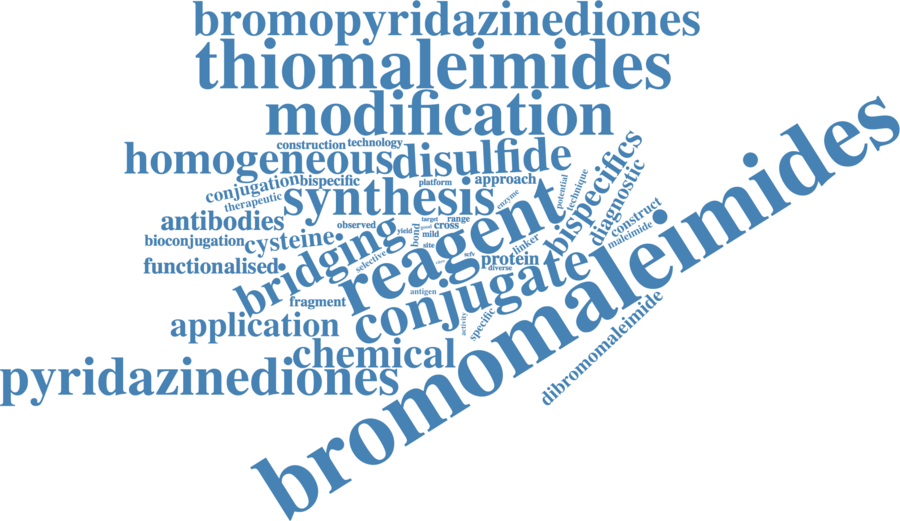 bromopyridazinediones
thiomaleimides
modification
construction technology
homogeneous disulfide
conjugation bispecific platform approach
therapeutic synthesis enzyme potential technique bispecifics
antibodies observed target range diagnostic
yield good cross construct
bioconjugation cysteine bond mild maleimide
bridging reagent site linker
functionalised selective scfv protein
diverse
fragment antigen conjugate
application activity specific
chemical dibromomaleimide
pyridazinediones
bromomaleimides